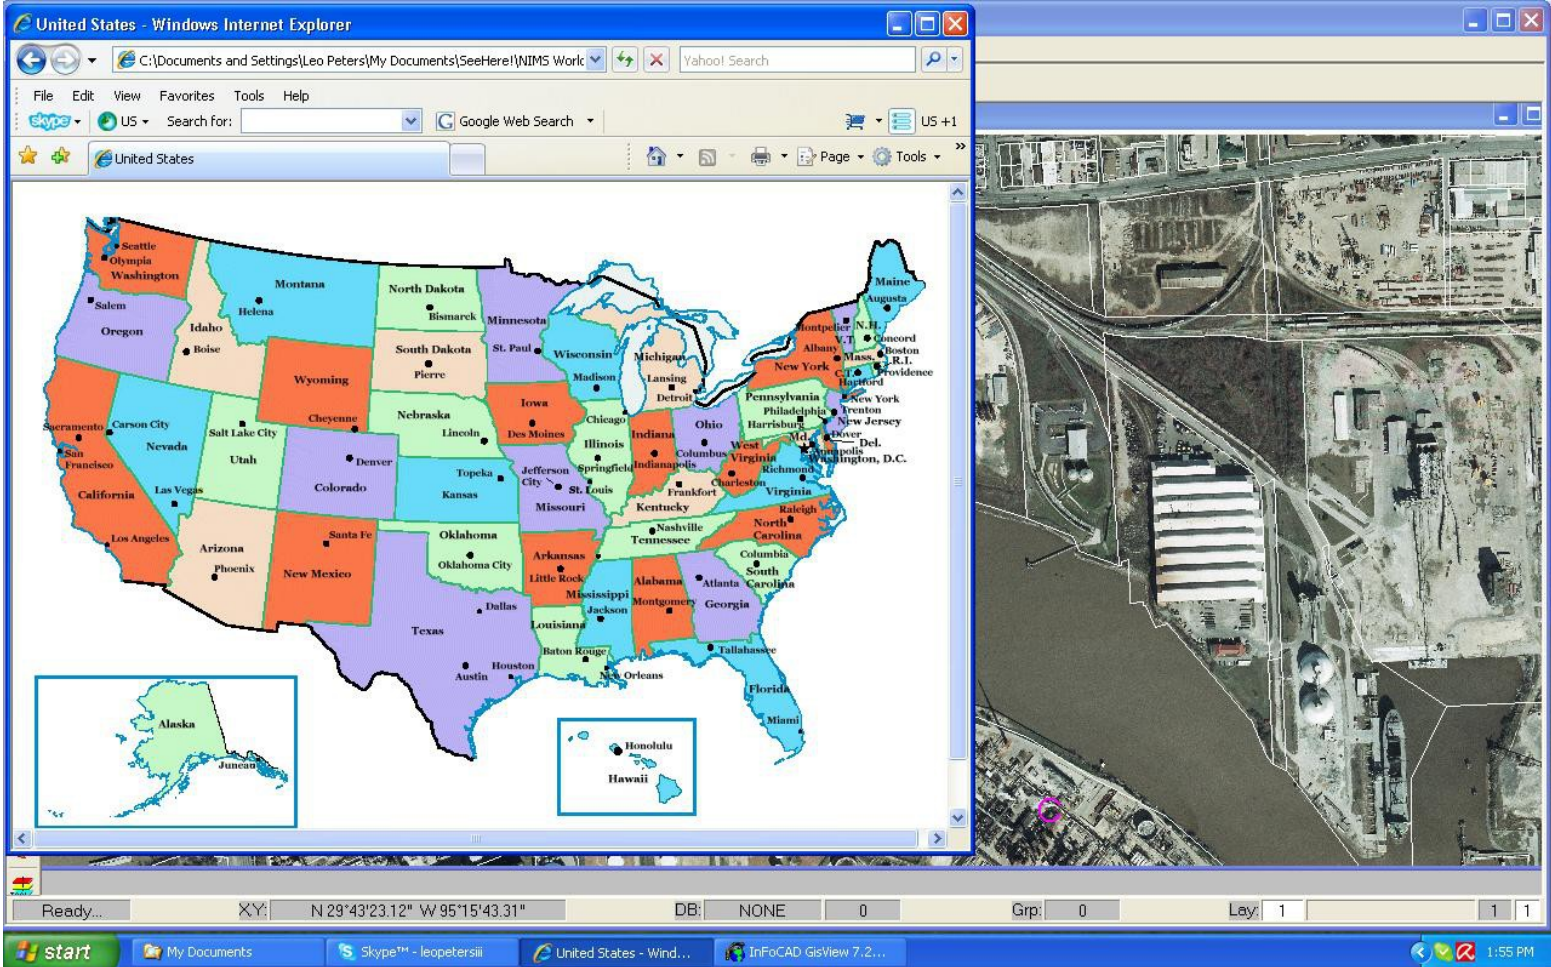 United States - Windows Internet Explorer
C:\Documents and Settings\Leo Peters\My Documents\SeeHere!\NIMS World
Yahoo! Search
File Edit View Favorites Tools Help
skype US Search for: G Google Web Search US +1
United States Page Tools »
Seattle
Olympia
Washington
Montana
Helena
North Dakota
Bismarck
Minnesota
St. Paul
Maine
Augusta
Salem
Oregon
Idaho
Boise
South Dakota
Pierre
Wisconsin
Madison
Michigan
Lansing
Detroit
Montpelier
V.T.
N.H.
Concord
Albany
Mass.
Boston
R.I.
New York
C.T.
Providence
Hartford
Wyoming
Cheyenne
Nebraska
Lincoln
Iowa
Des Moines
Chicago
Illinois
Springfield
Indiana
Indianapolis
Ohio
Columbus
Pennsylvania
Philadelphia
Harrisburg
New York
Trenton
New Jersey
Md.
Dover
Del.
Annapolis
Washington, D.C.
West
Virginia
Richmond
Charleston
Virginia
Sacramento
Carson City
Nevada
San
Francisco
Salt Lake City
Utah
Denver
Colorado
Topeka
Kansas
Jefferson
City
St. Louis
Missouri
Frankfort
Kentucky
California
Las Vegas
Los Angeles
Arizona
Phoenix
Santa Fe
New Mexico
Oklahoma
Oklahoma City
Arkansas
Little Rock
Nashville
Tennessee
Raleigh
North
Carolina
Columbia
South
Carolina
Mississippi
Jackson
Alabama
Montgomery
Atlanta
Georgia
Dallas
Texas
Austin
Houston
Louisiana
Baton Rouge
New Orleans
Tallahassee
Florida
Miami
Alaska
Juneau
Honolulu
Hawaii
Ready... XY: N 29°43'23.12" W 95°15'43.31" DB: NONE 0 Grp: 0 Lay: 1 1 1
start My Documents Skype™ - leopetersiii United States - Wind... InFoCAD GisView 7.2... 1:55 PM